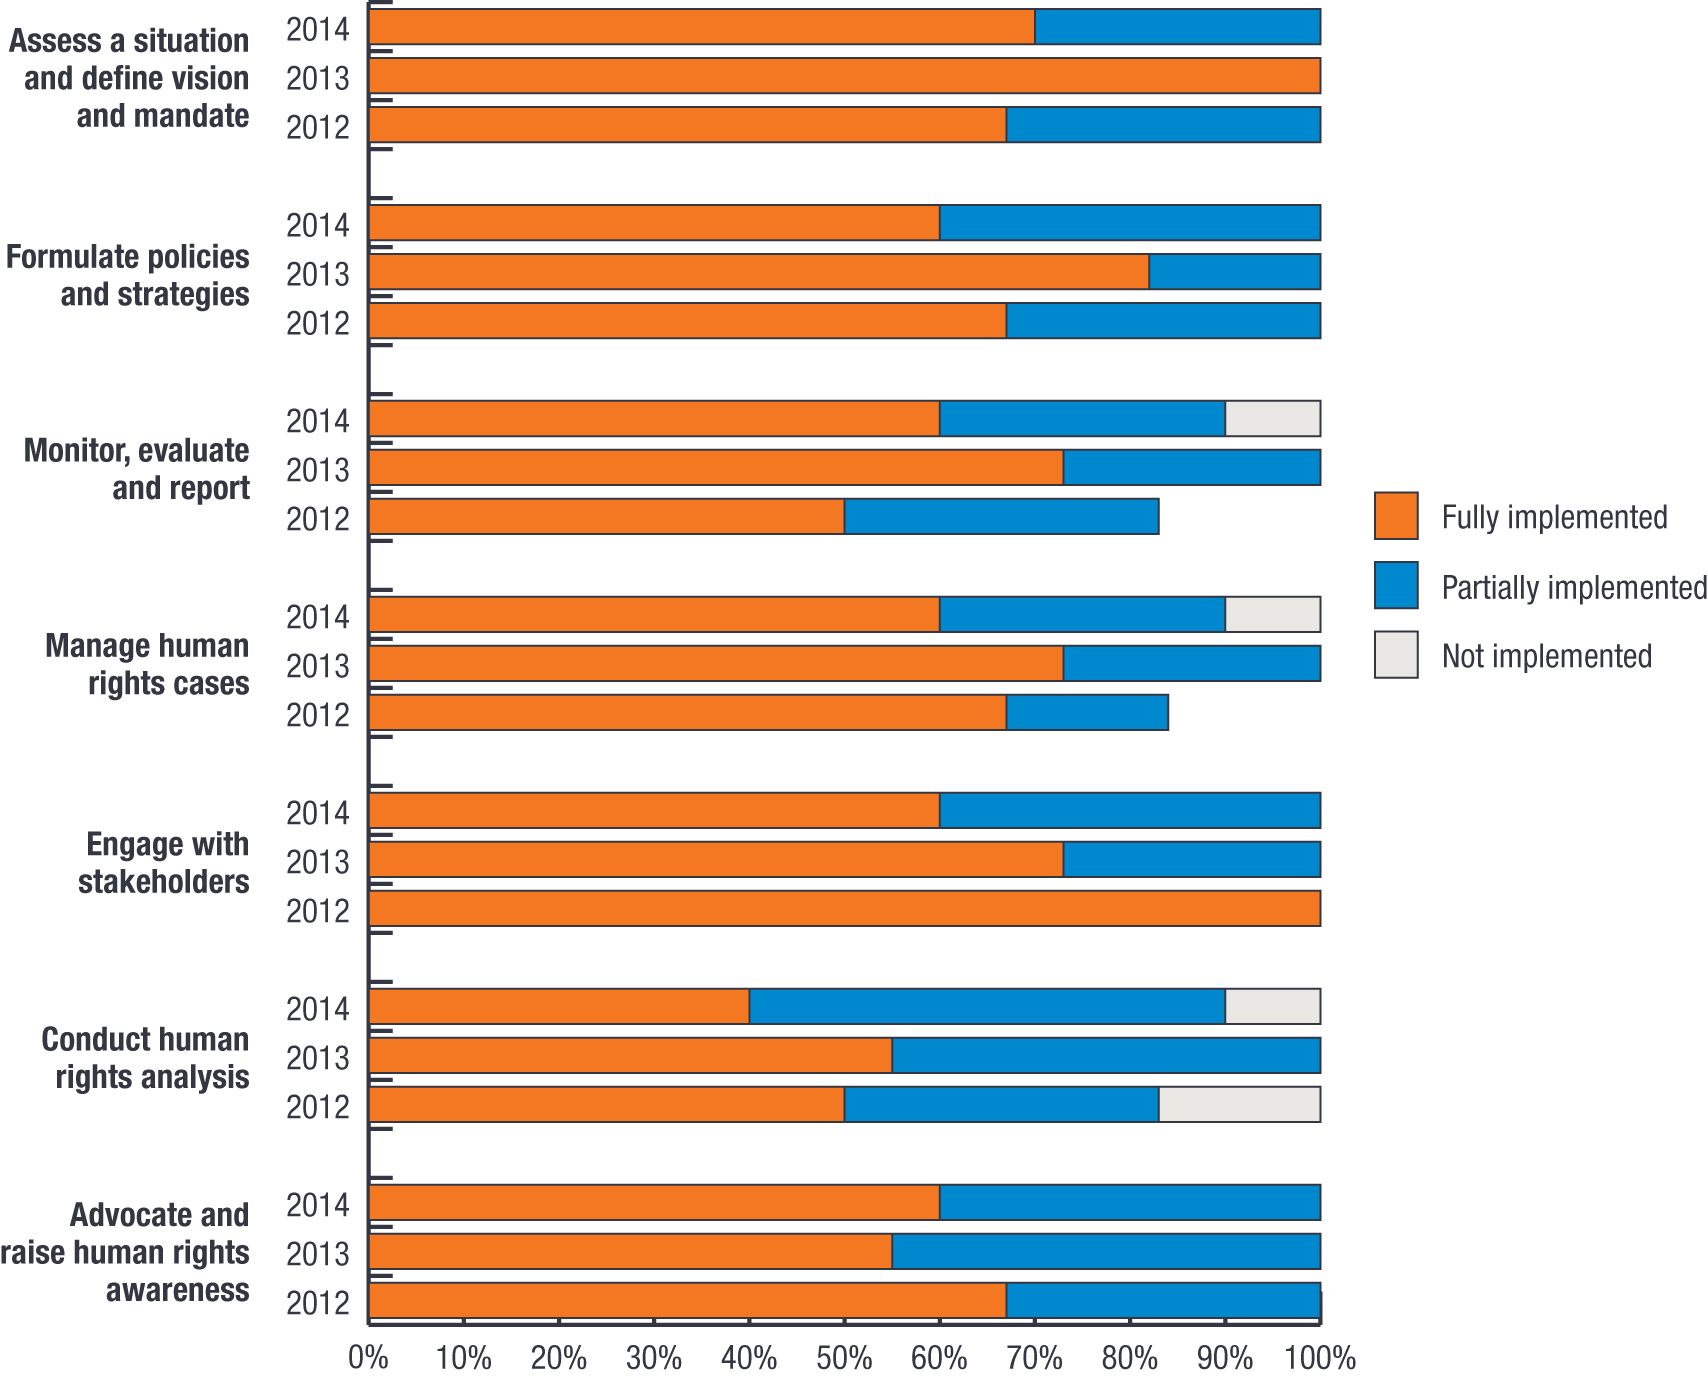 Assess a situation
and define vision
and mandate
2014
2013
2012
Formulate policies
and strategies
2014
2013
2012
Monitor, evaluate
and report
2014
2013
2012
Manage human
rights cases
2014
2013
2012
Engage with
stakeholders
2014
2013
2012
Conduct human
rights analysis
2014
2013
2012
Advocate and
raise human rights
awareness
2014
2013
2012
0% 10% 20% 30% 40% 50% 60% 70% 80% 90% 100%
Fully implemented
Partially implemented
Not implemented